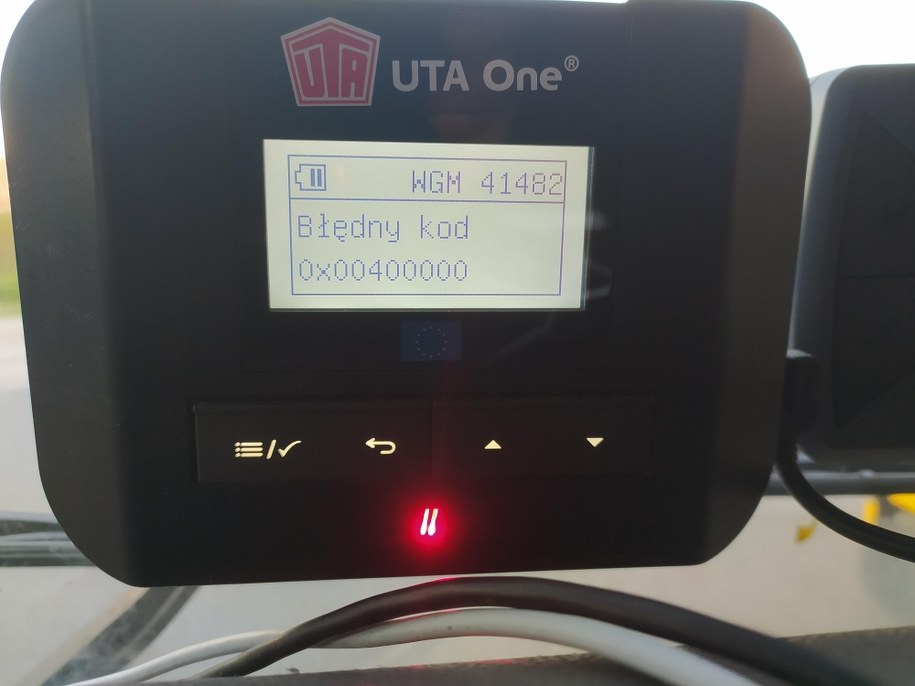 UTA UTA One®
WGM 41482
Błędny kod
0x00400000